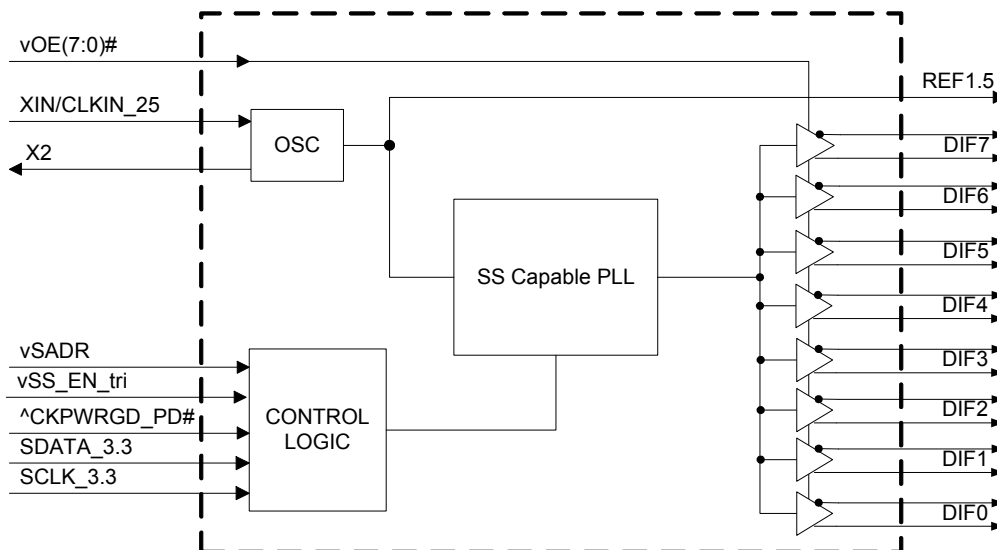 vOE(7:0)#
REF1.5
XIN/CLKIN_25
OSC
X2
DIF7
DIF6
DIF5
SS Capable PLL
DIF4
vSADR
DIF3
vSS_EN_tri
^CKPWRGD_PD#
CONTROL
LOGIC
DIF2
SDATA_3.3
DIF1
SCLK_3.3
DIF0